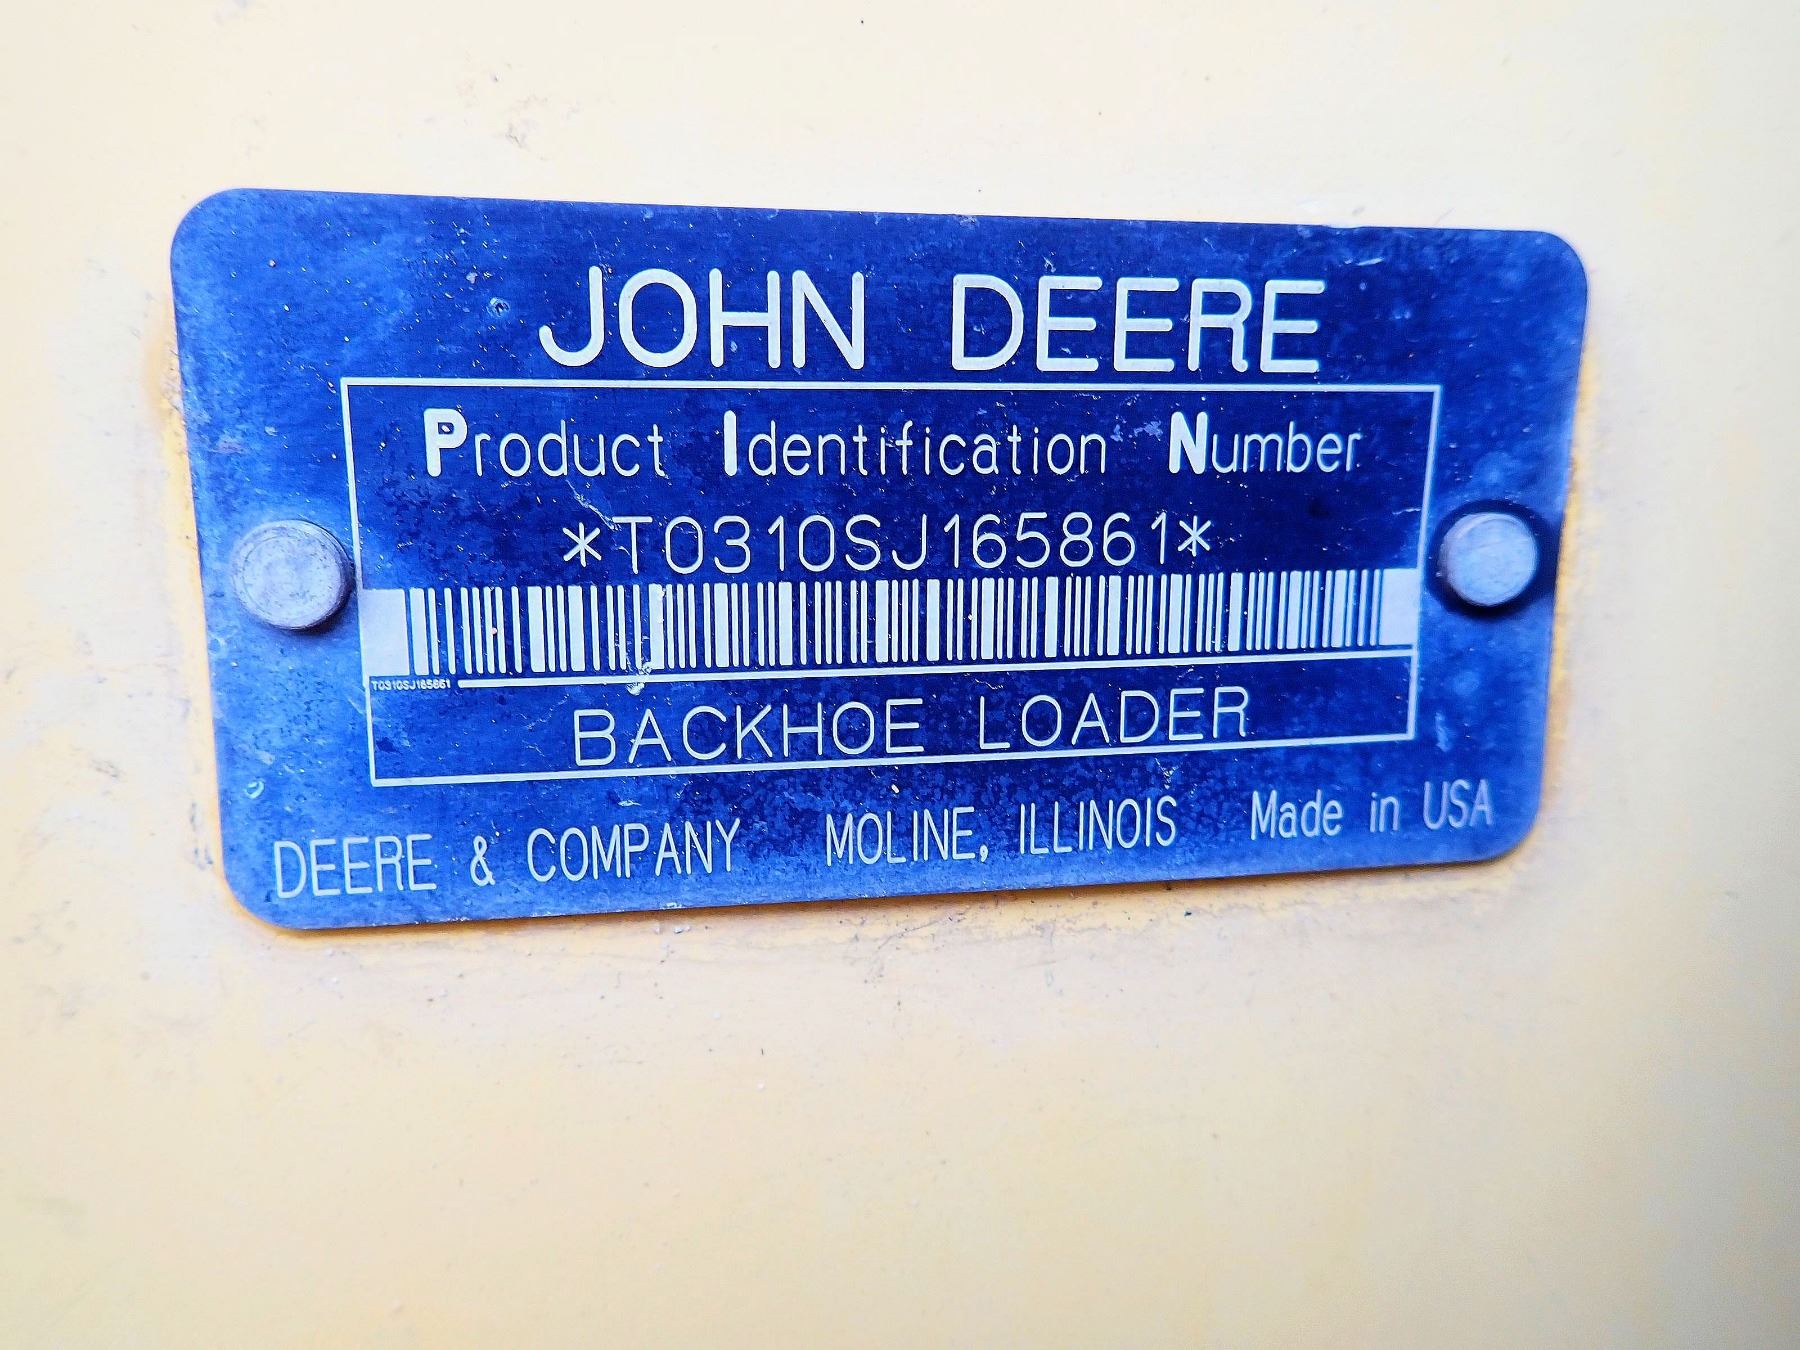 JOHN DEERE
Product Identification Number
*T0310SJ165861*
T0310SJ165861
BACKHOE LOADER
DEERE & COMPANY MOLINE, ILLINOIS Made in USA